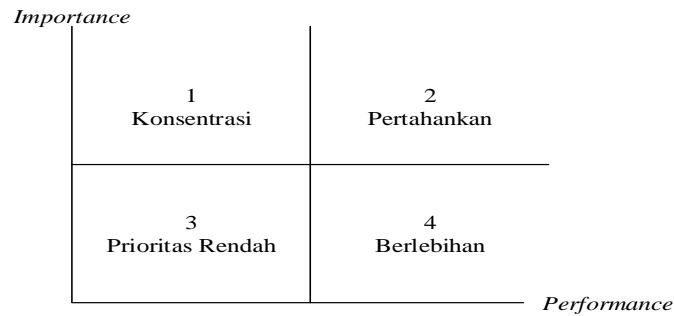 Importance
1
Konsentrasi
2
Pertahankan
3
Prioritas Rendah
4
Berlebihan
Performance